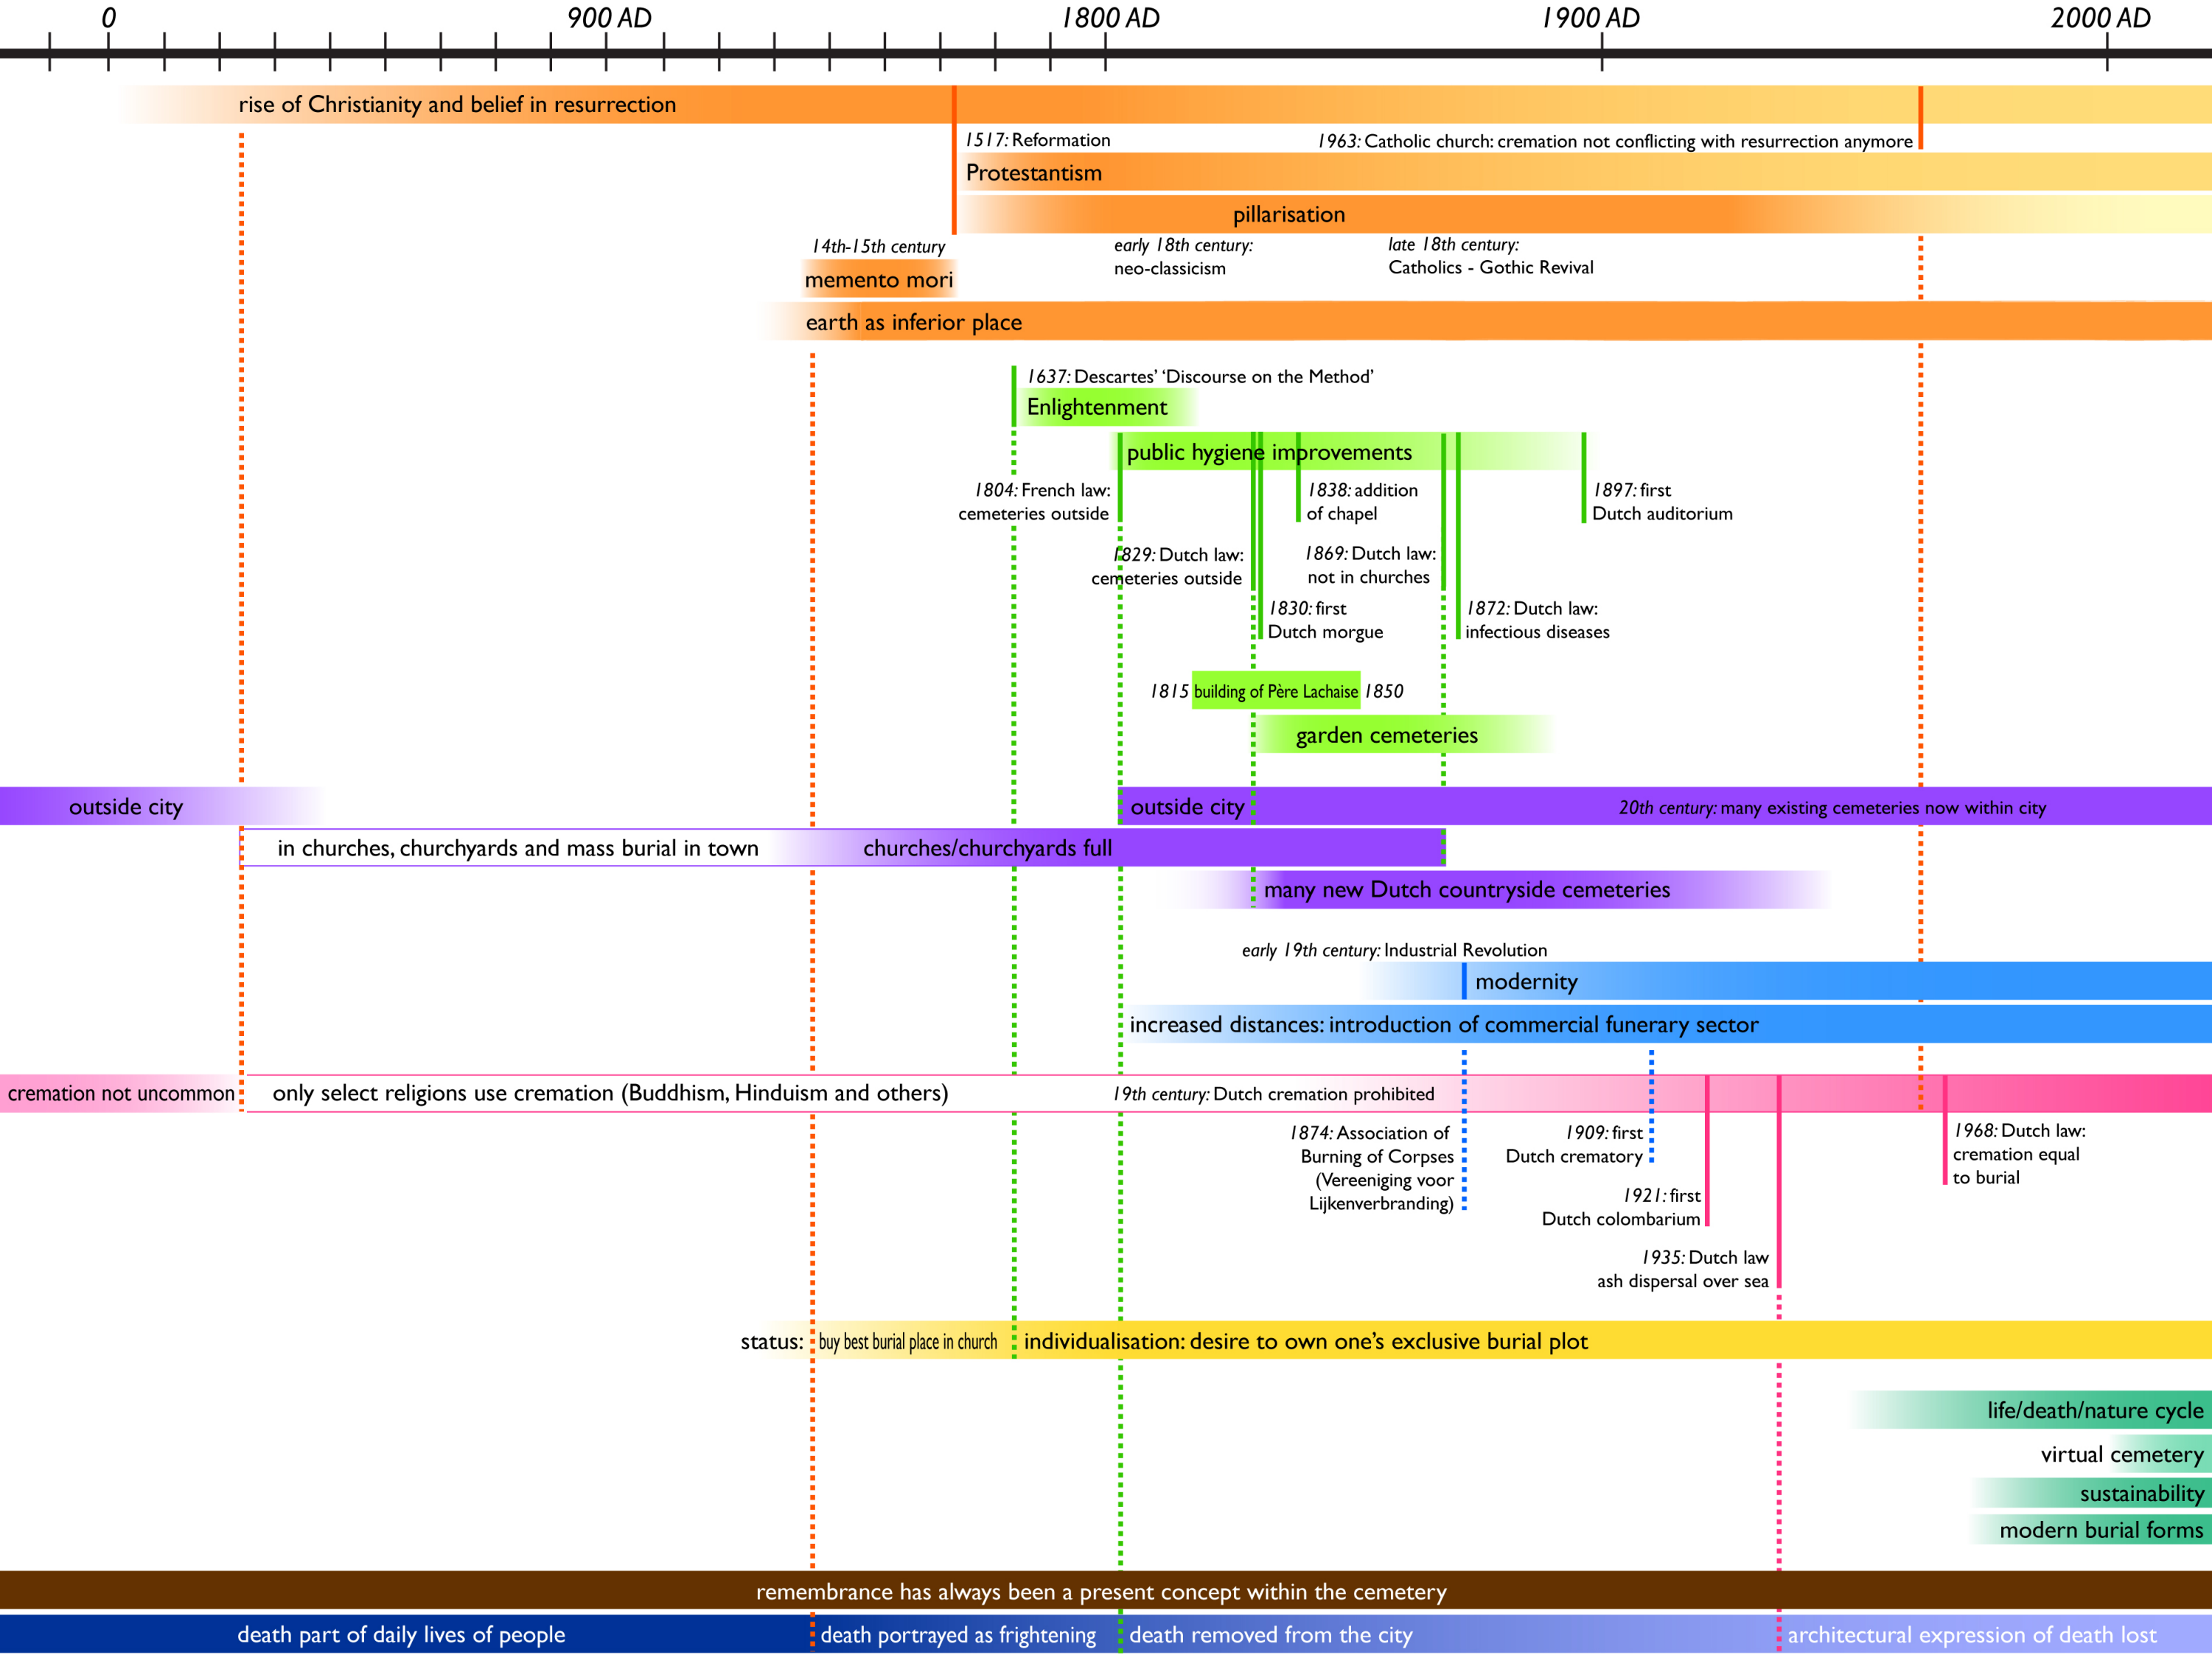 0 900 AD 1800 AD 1900 AD 2000 AD
rise of Christianity and belief in resurrection
1517: Reformation
1963: Catholic church: cremation not conflicting with resurrection anymore
Protestantism
pillarisation
14th-15th century
memento mori
early 18th century:
neo-classicism
late 18th century:
Catholics - Gothic Revival
earth as inferior place
1637: Descartes’ ‘Discourse on the Method’
Enlightenment
public hygiene improvements
1804: French law:
cemeteries outside
1838: addition
of chapel
1897: first
Dutch auditorium
1829: Dutch law:
cemeteries outside
1869: Dutch law:
not in churches
1830: first
Dutch morgue
1872: Dutch law:
infectious diseases
1815 building of Père Lachaise 1850
garden cemeteries
outside city
outside city
20th century: many existing cemeteries now within city
in churches, churchyards and mass burial in town
churches/churchyards full
many new Dutch countryside cemeteries
early 19th century: Industrial Revolution
modernity
increased distances: introduction of commercial funerary sector
cremation not uncommon
only select religions use cremation (Buddhism, Hinduism and others)
19th century: Dutch cremation prohibited
1874: Association of
Burning of Corpses
(Vereeniging voor
Lijkenverbranding)
1909: first
Dutch crematory
1968: Dutch law:
cremation equal
to burial
1921: first
Dutch colombarium
1935: Dutch law
ash dispersal over sea
status: buy best burial place in church
individualisation: desire to own one’s exclusive burial plot
life/death/nature cycle
virtual cemetery
sustainability
modern burial forms
remembrance has always been a present concept within the cemetery
death part of daily lives of people
death portrayed as frightening
death removed from the city
architectural expression of death lost